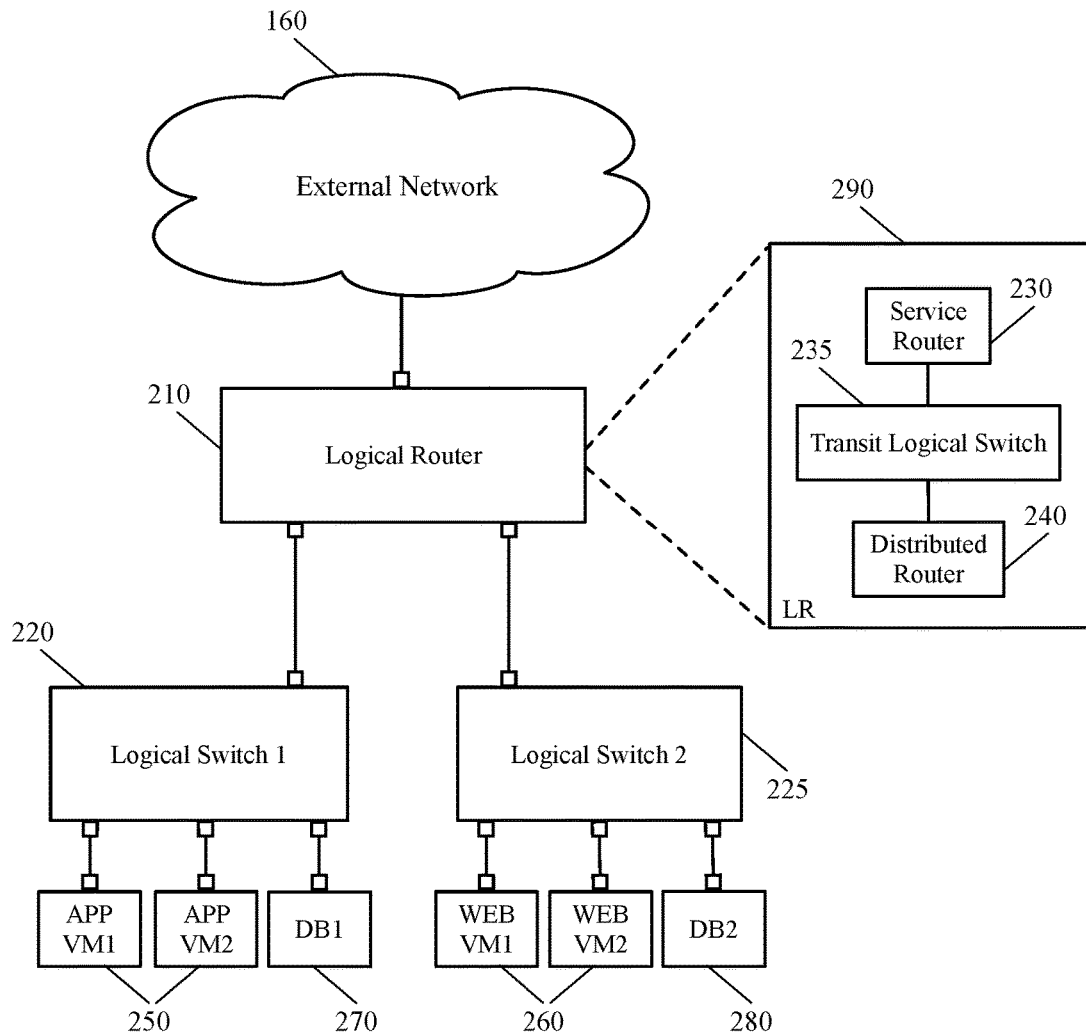 160
External Network
290
230
Service
Router
235
210
Transit Logical Switch
Logical Router
240
Distributed
Router
LR
220
Logical Switch 1
Logical Switch 2
225
APP
VM1
APP
VM2
DB1
WEB
VM1
WEB
VM2
DB2
250
270
260
280